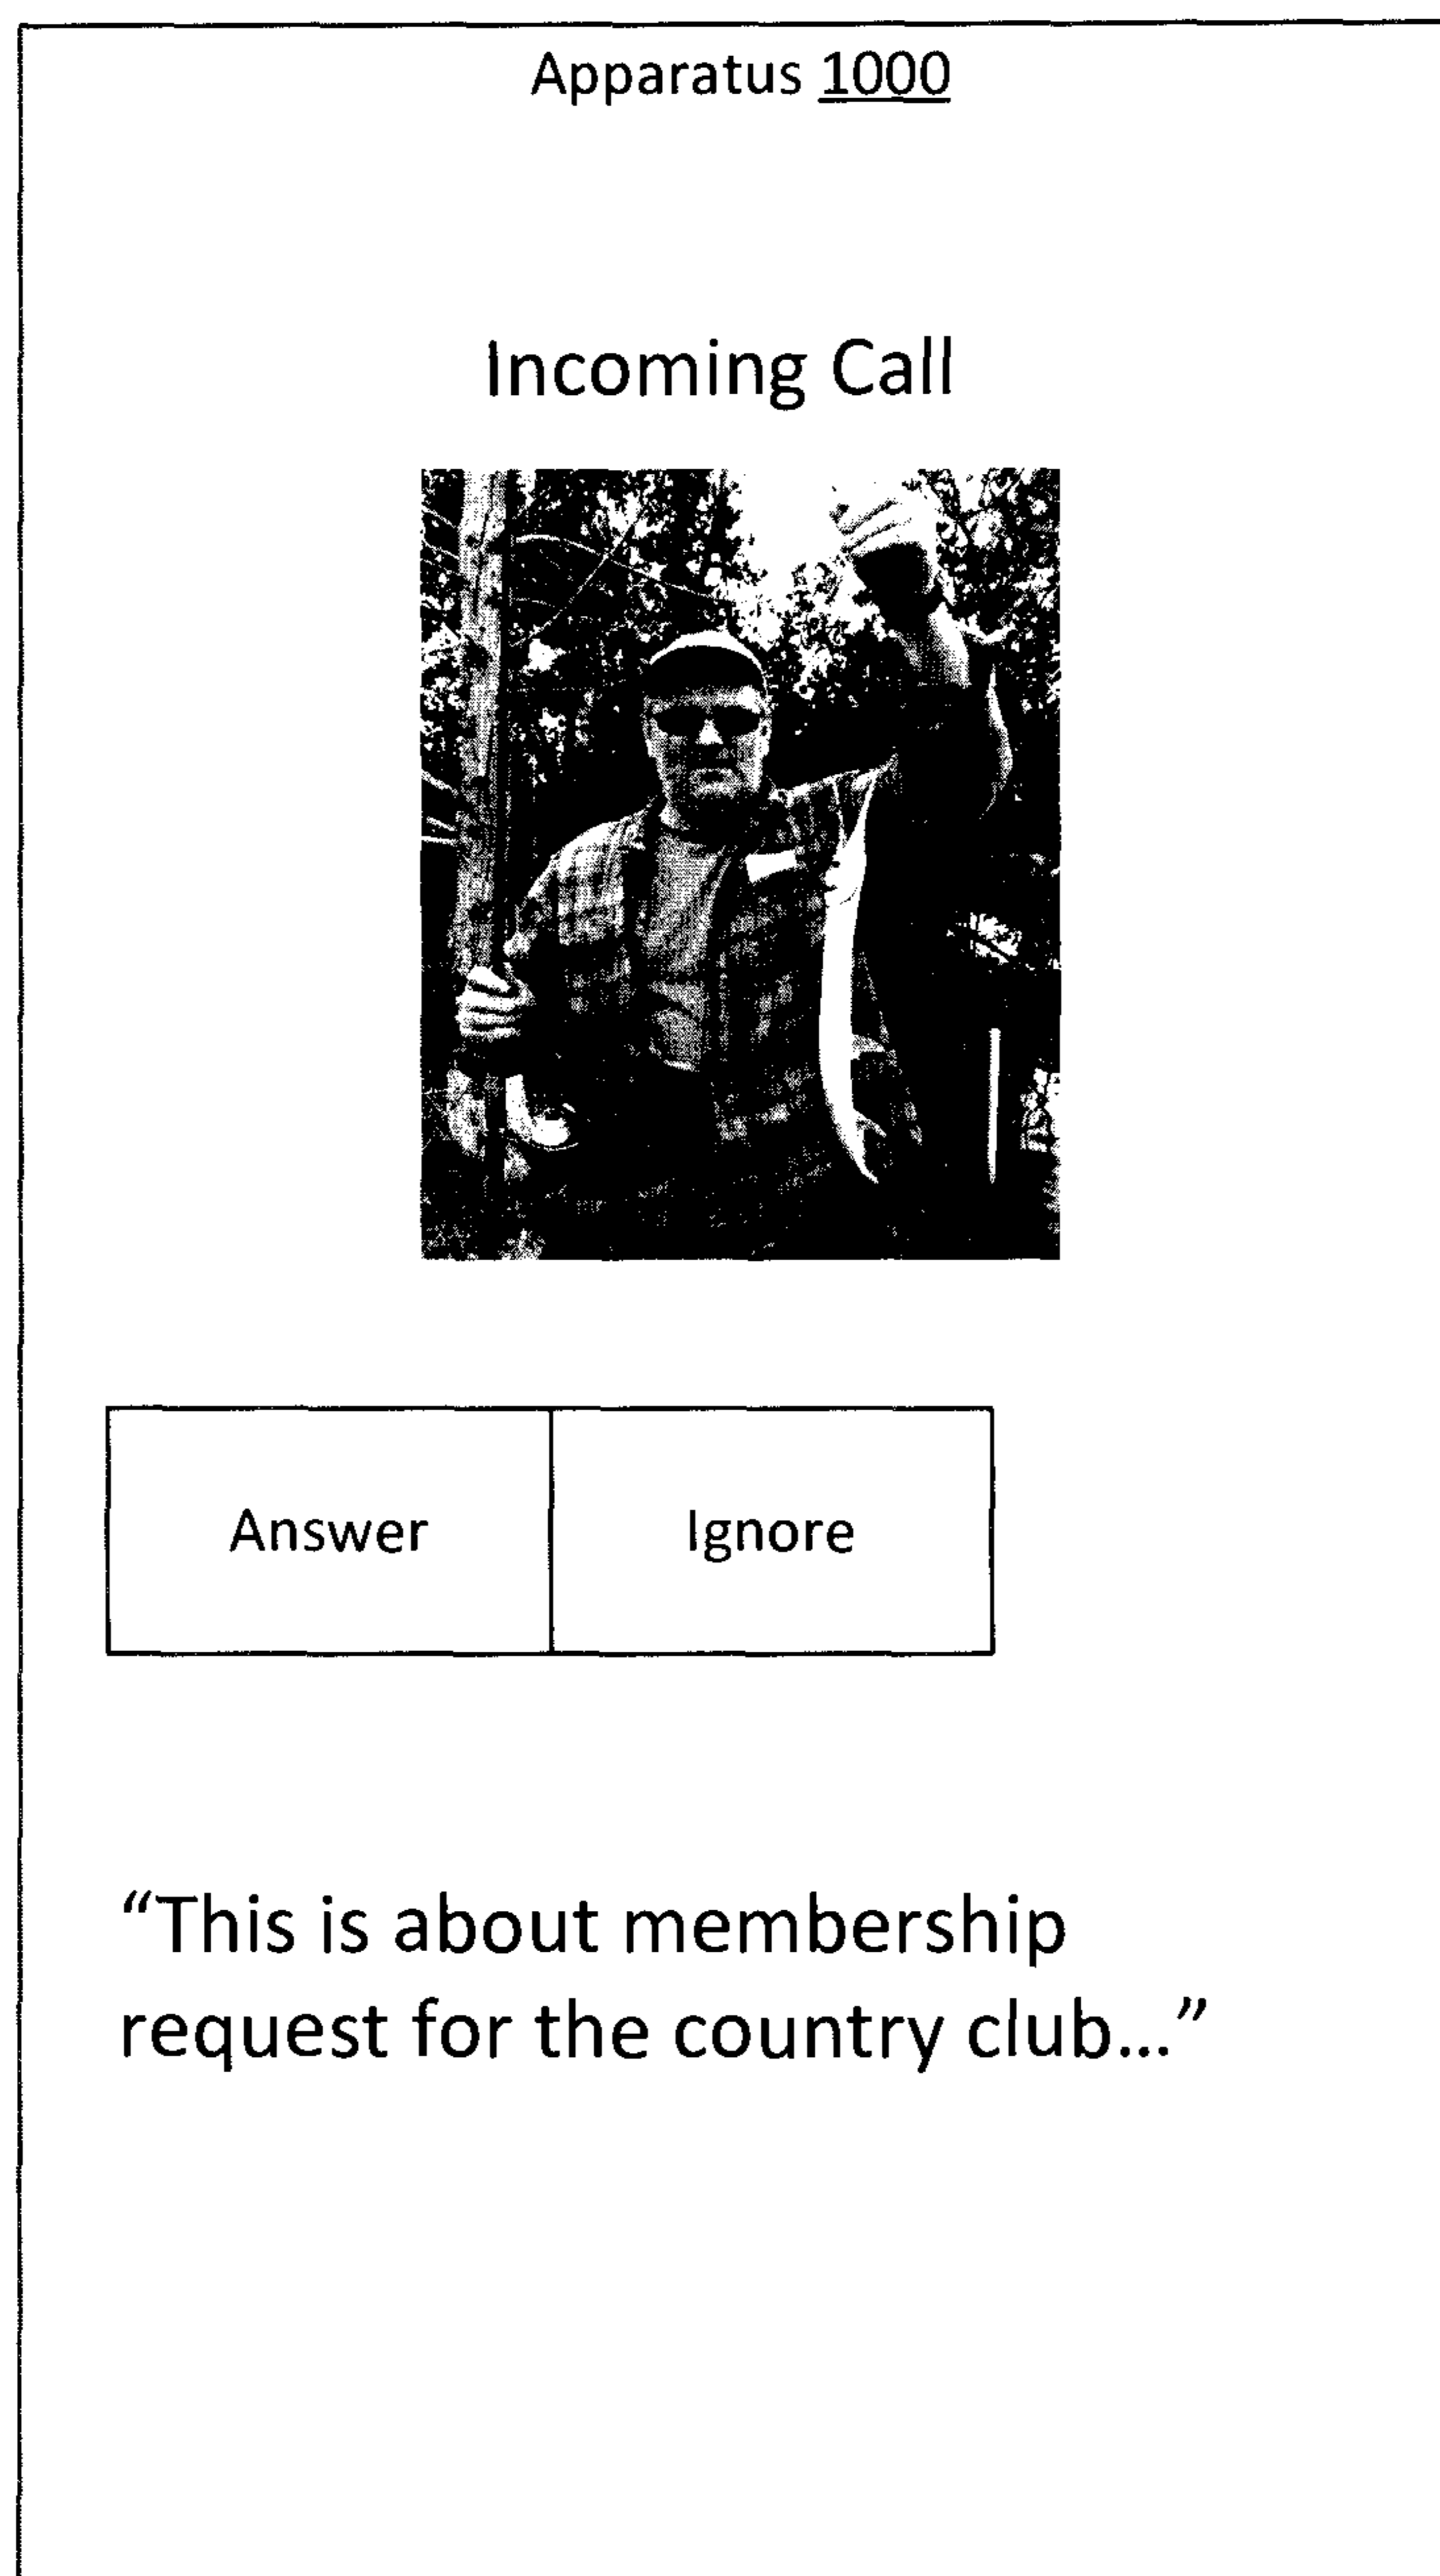 Apparatus 1000
Incoming Call
Answer
Ignore
“This is about membership
request for the country club...”